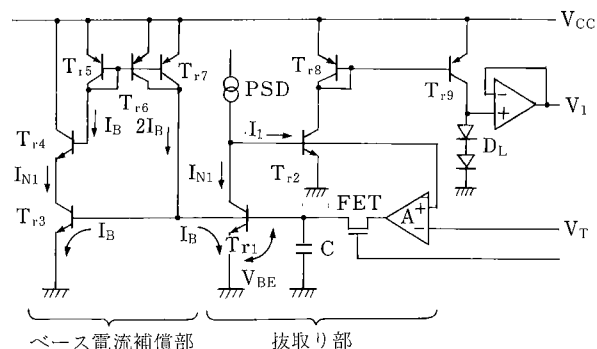 V_CC
T_r5
T_r6
T_r7
PSD
T_r8
T_r9
V_1
D_L
I_B
2I_B
I_1
T_r4
T_r2
I_N1
I_N1
FET
A
+
-
-
+
V_T
T_r3
I_B
I_B
T_r1
V_BE
C
ベース電流補償部
抜取り部